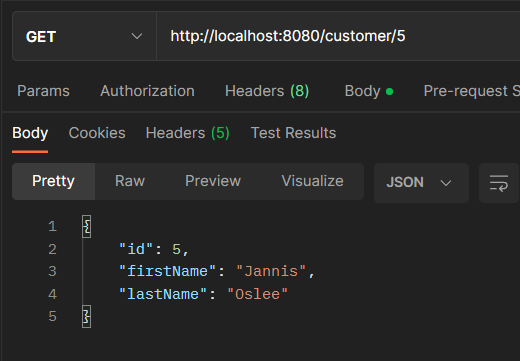 GET http://localhost:8080/customer/5
Params Authorization Headers (8) Body Pre-request S
Body Cookies Headers (5) Test Results
Pretty Raw Preview Visualize JSON
1 {
2 "id": 5,
3 "firstName": "Jannis",
4 "lastName": "Oslee"
5 }